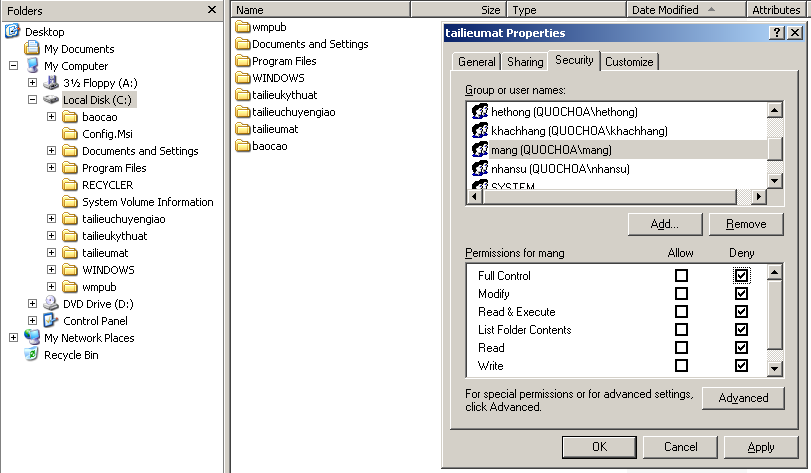 Folders
Desktop
My Documents
My Computer
3½ Floppy (A:)
Local Disk (C:)
baocao
Config.Msi
Documents and Settings
Program Files
RECYCLER
System Volume Information
tailieuchuyengiao
tailieukythuat
tailieumat
WINDOWS
wmpub
DVD Drive (D:)
Control Panel
My Network Places
Recycle Bin
Name Size Type Date Modified Attributes
wmpub
Documents and Settings
Program Files
WINDOWS
tailieukythuat
tailieuchuyengiao
tailieumat
baocao
tailieumat Properties
General Sharing Security Customize
Group or user names:
hethong (QUOCHOA\hethong)
khachhang (QUOCHOA\khachhang)
mang (QUOCHOA\mang)
nhansu (QUOCHOA\nhansu)
SYSTEM
Add... Remove
Permissions for mang Allow Deny
Full Control
Modify
Read & Execute
List Folder Contents
Read
Write
For special permissions or for advanced settings,
click Advanced.
Advanced
OK Cancel Apply